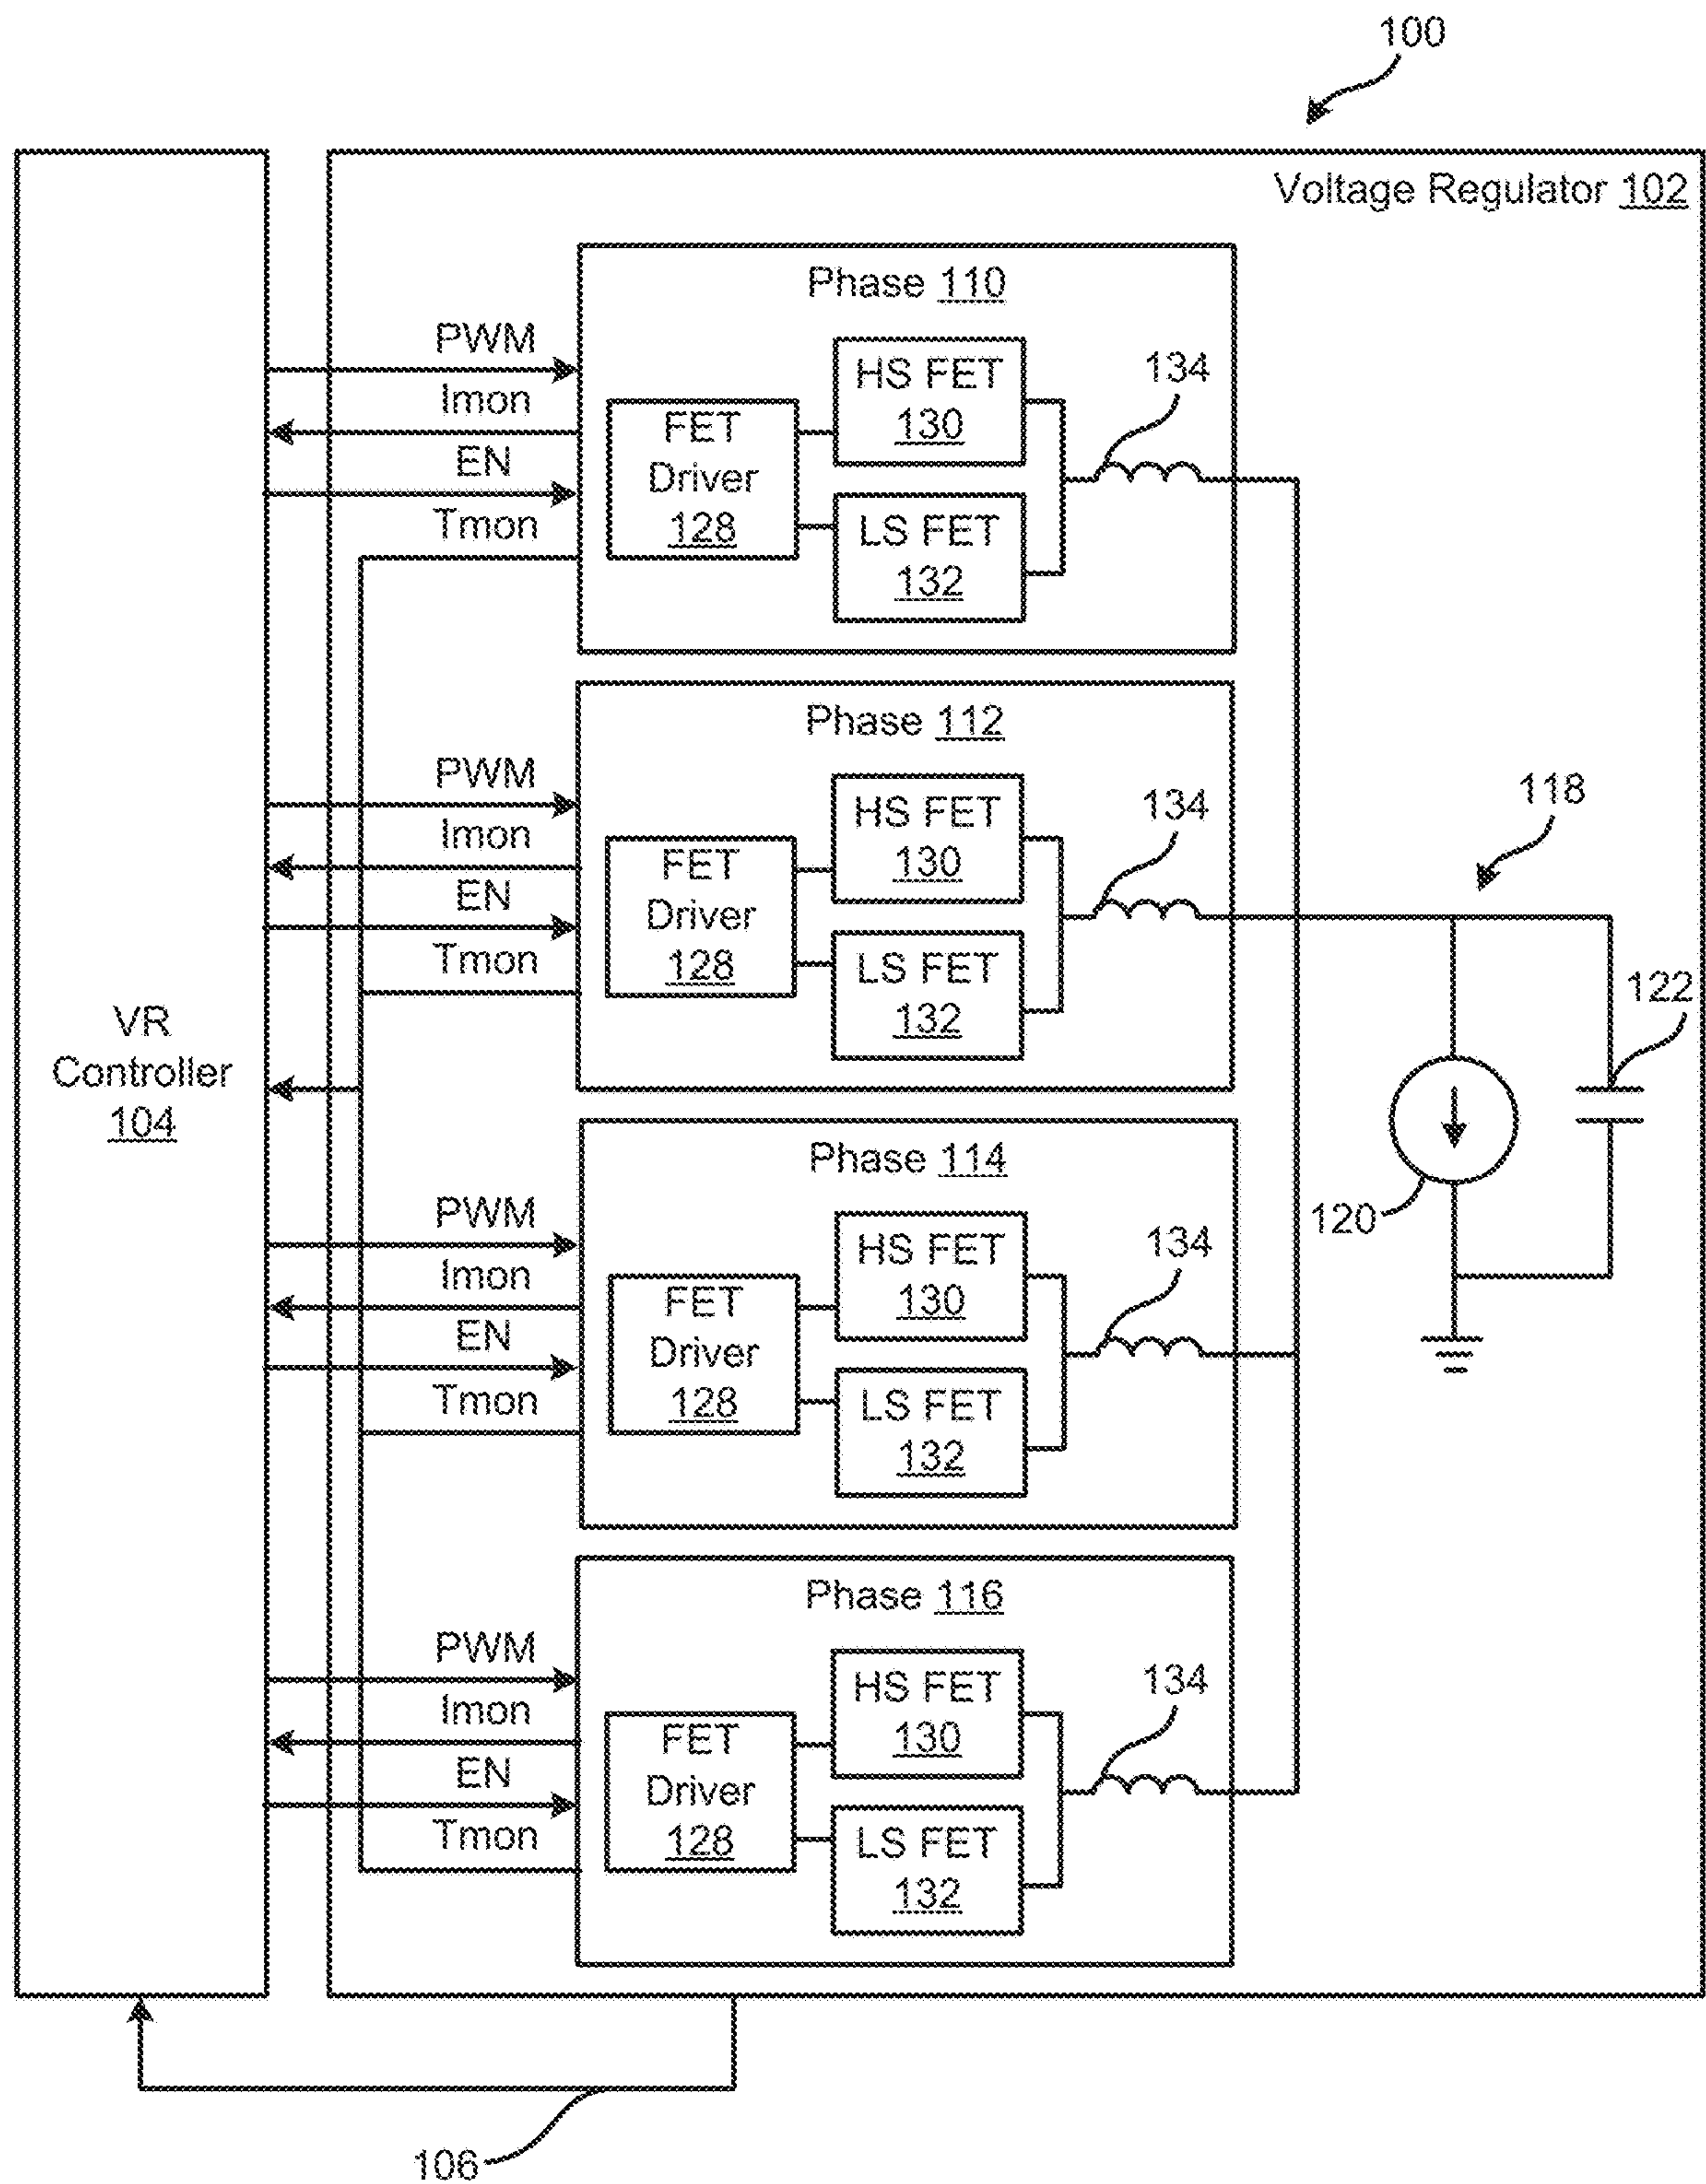 100
Voltage Regulator 102
Phase 110
PWM
Imon
EN
Tmon
FET
Driver
128
HS FET
130
LS FET
132
134
Phase 112
PWM
Imon
EN
Tmon
FET
Driver
128
HS FET
130
LS FET
132
134
118
122
120
VR
Controller
104
Phase 114
PWM
Imon
EN
Tmon
FET
Driver
128
HS FET
130
LS FET
132
134
Phase 116
PWM
Imon
EN
Tmon
FET
Driver
128
HS FET
130
LS FET
132
134
106